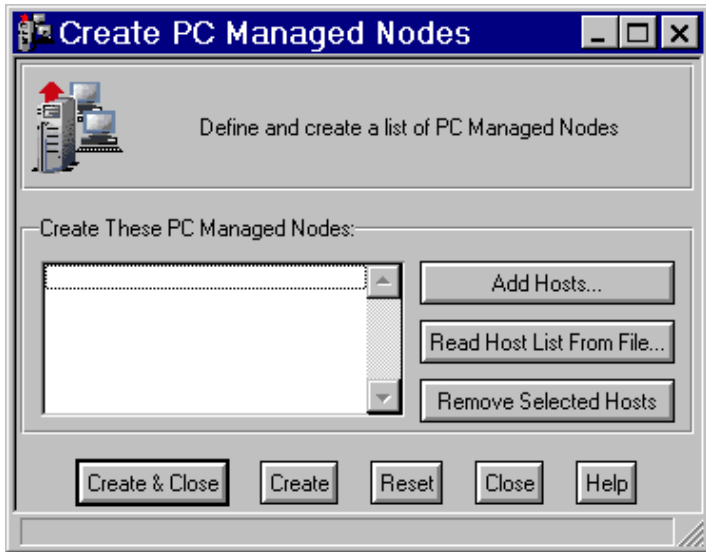 Create PC Managed Nodes
Define and create a list of PC Managed Nodes
Create These PC Managed Nodes:
Add Hosts...
Read Host List From File...
Remove Selected Hosts
Create & Close
Create
Reset
Close
Help